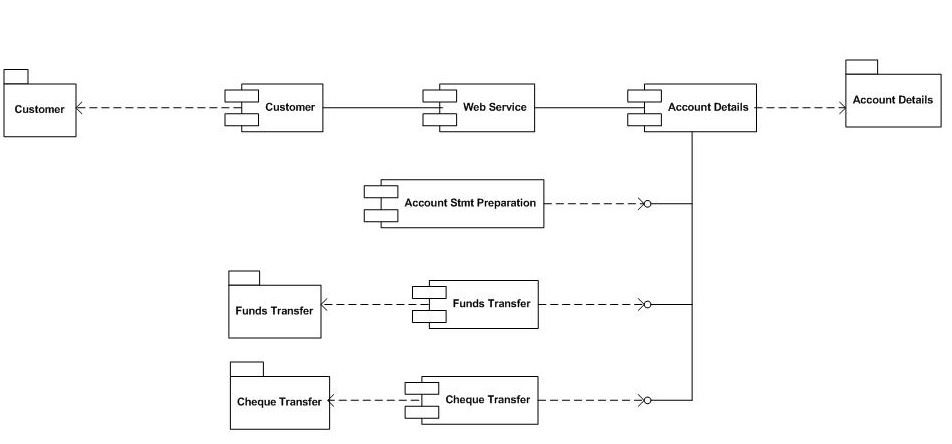 Customer
Customer
Web Service
Account Details
Account Details
Account Stmt Preparation
Funds Transfer
Funds Transfer
Cheque Transfer
Cheque Transfer